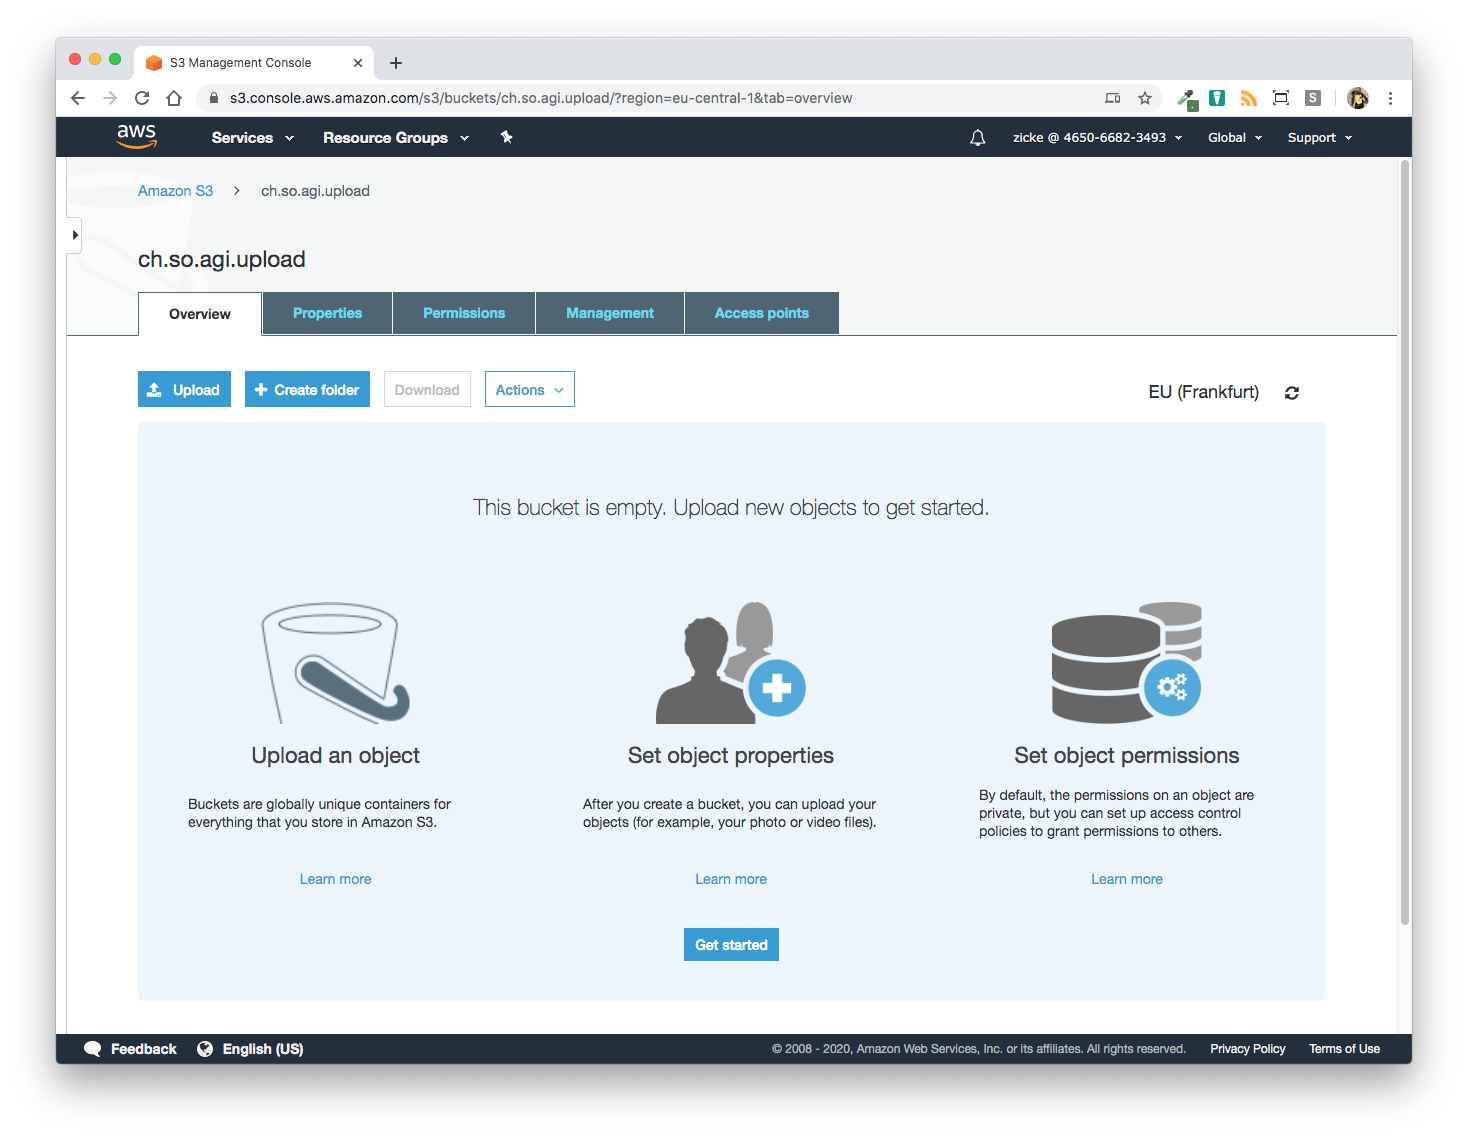 S3 Management Console
s3.console.aws.amazon.com/s3/buckets/ch.so.agi.upload/?region=eu-central-1&tab=overview
S
aws Services Resource Groups zicke @ 4650-6682-3493 Global Support
Amazon S3 > ch.so.agi.upload
ch.so.agi.upload
Overview Properties Permissions Management Access points
Upload Create folder Download Actions EU (Frankfurt)
This bucket is empty. Upload new objects to get started.
Upload an object
Buckets are globally unique containers for
everything that you store in Amazon S3.
Learn more
Set object properties
After you create a bucket, you can upload your
objects (for example, your photo or video files).
Learn more
Set object permissions
By default, the permissions on an object are
private, but you can set up access control
policies to grant permissions to others.
Learn more
Get started
Feedback English (US) © 2008 - 2020, Amazon Web Services, Inc. or its affiliates. All rights reserved. Privacy Policy Terms of Use